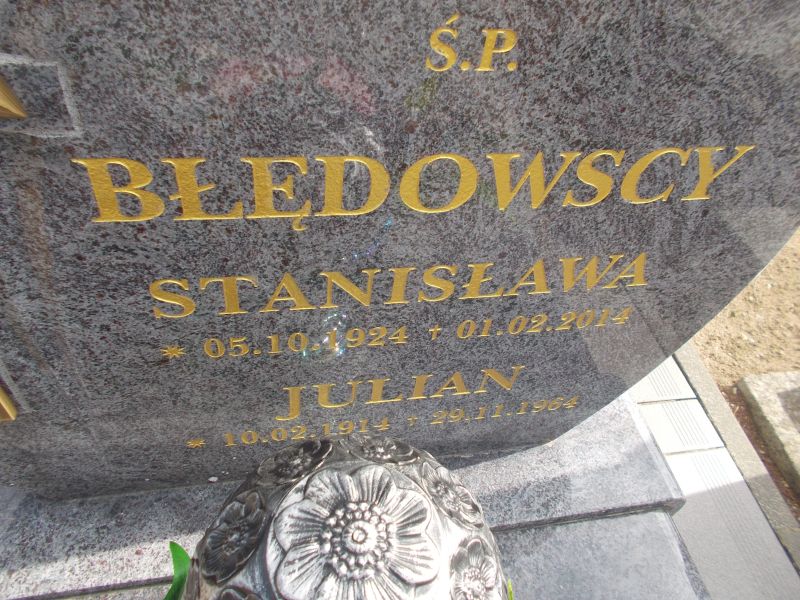 Ś.P.
BŁĘDOWSCY
STANISŁAWA
* 05.10.1924 † 01.02.2014
JULIAN
* 10.02.1914 † 29.11.1964